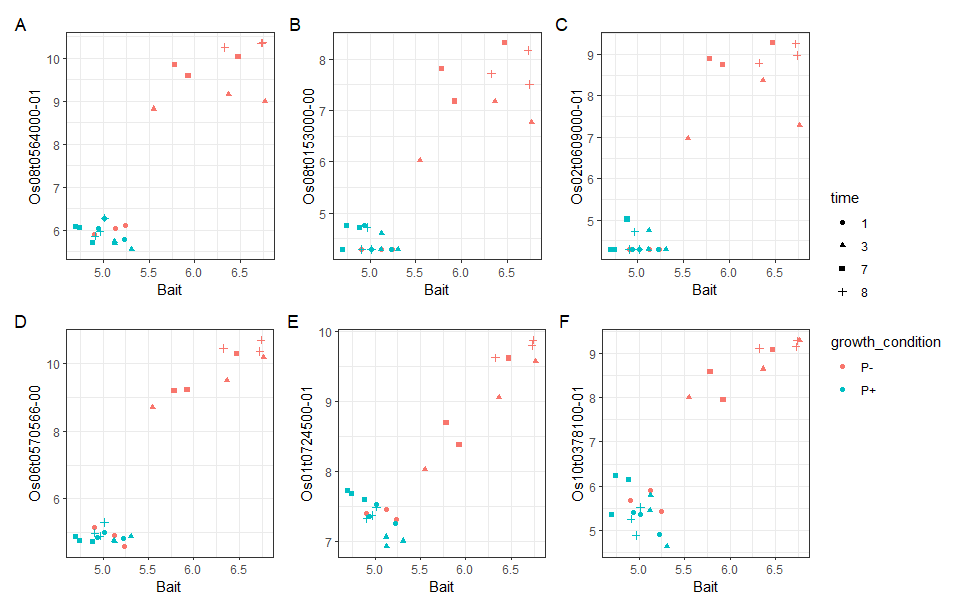 A
Os08t0564000-01
10
9
8
7
6
5.0 5.5 6.0 6.5
Bait
B
Os08t0153000-00
8
7
6
5
5.0 5.5 6.0 6.5
Bait
C
Os02t0609000-01
9
8
7
6
5
5.0 5.5 6.0 6.5
Bait
time
1
3
7
8
growth_condition
P-
P+
D
Os06t0570566-00
10
8
6
5.0 5.5 6.0 6.5
Bait
E
Os01t0724500-01
10
9
8
7
5.0 5.5 6.0 6.5
Bait
F
Os10t0378100-01
9
8
7
6
5
5.0 5.5 6.0 6.5
Bait